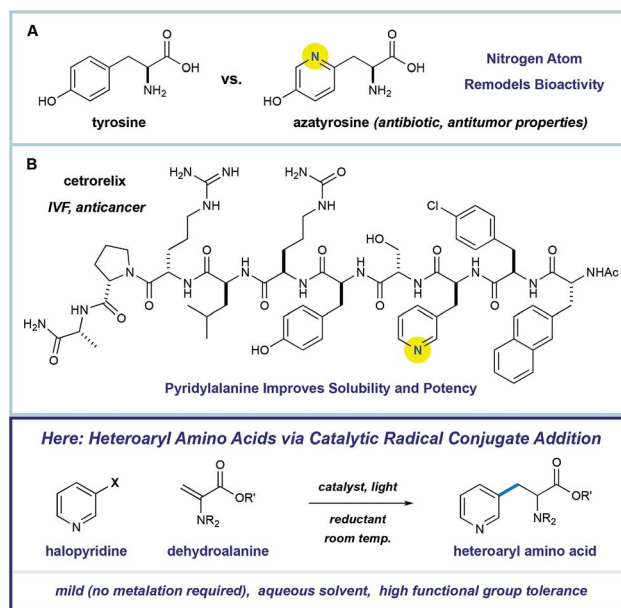 A
O
OH
NH2
HO
tyrosine
vs.
N
O
OH
NH2
HO
azatyrosine (antibiotic, antitumor properties)
Nitrogen Atom
Remodels Bioactivity
B
cetrorelix
IVF, anticancer
H2N
NH
NH
H2N
O
NH
Cl
HO
N
O
O
N
H
O
H
N
O
N
H
O
H
N
O
N
H
O
H
N
O
N
H
O
H
N
O
NHAc
NH
O
H2N
O
HO
N
Pyridylalanine Improves Solubility and Potency
Here: Heteroaryl Amino Acids via Catalytic Radical Conjugate Addition
X
N
halopyridine
O
OR'
NR2
dehydroalanine
catalyst, light
reductant
room temp.
O
OR'
NR2
N
heteroaryl amino acid
mild (no metalation required), aqueous solvent, high functional group tolerance